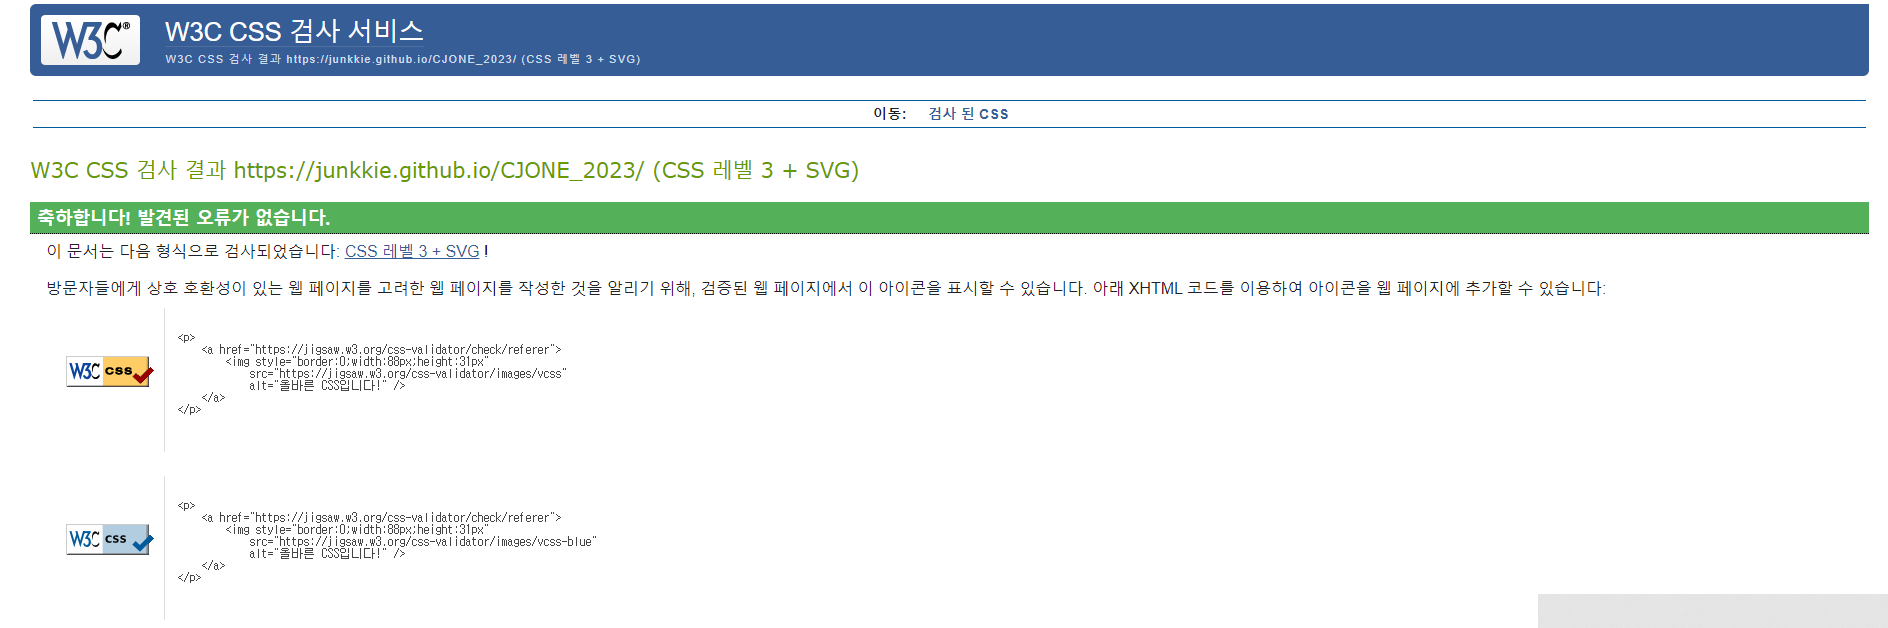 W3C® W3C CSS 검사 서비스
W3C CSS 검사 결과 https://junkkie.github.io/CJONE_2023/ (CSS 레벨 3 + SVG)
이동: 검사 된 CSS
W3C CSS 검사 결과 https://junkkie.github.io/CJONE_2023/ (CSS 레벨 3 + SVG)
축하합니다! 발견된 오류가 없습니다.
이 문서는 다음 형식으로 검사되었습니다: CSS 레벨 3 + SVG !
방문자들에게 상호 호환성이 있는 웹 페이지를 고려한 웹 페이지를 작성한 것을 알리기 위해, 검증된 웹 페이지에서 이 아이콘을 표시할 수 있습니다. 아래 XHTML 코드를 이용하여 아이콘을 웹 페이지에 추가할 수 있습니다:
W3C css
<p>
<a href="https://jigsaw.w3.org/css-validator/check/referer">
<img style="border:0;width:88px;height:31px"
src="https://jigsaw.w3.org/css-validator/images/vcss"
alt="올바른 CSS입니다!" />
</a>
</p>
W3C css
<p>
<a href="https://jigsaw.w3.org/css-validator/check/referer">
<img style="border:0;width:88px;height:31px"
src="https://jigsaw.w3.org/css-validator/images/vcss-blue"
alt="올바른 CSS입니다!" />
</a>
</p>